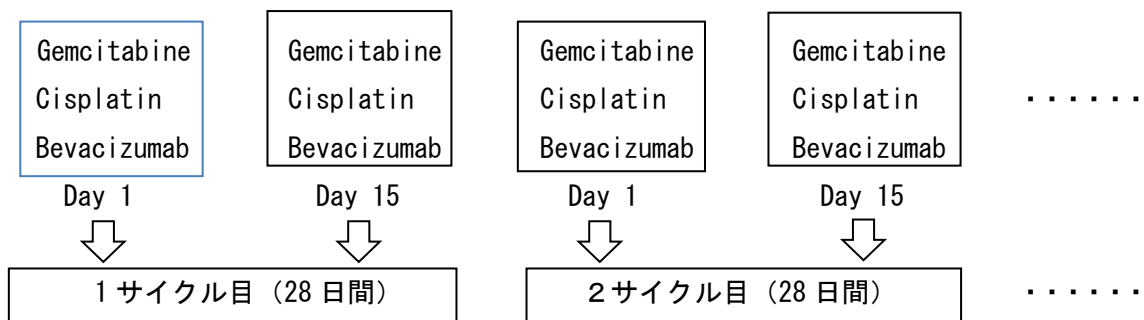 Gemcitabine
Cisplatin
Bevacizumab
Day 1
Gemcitabine
Cisplatin
Bevacizumab
Day 15
Gemcitabine
Cisplatin
Bevacizumab
Day 1
Gemcitabine
Cisplatin
Bevacizumab
Day 15
・・・・・・
1サイクル目（28日間）
２サイクル目（28日間）
・・・・・・